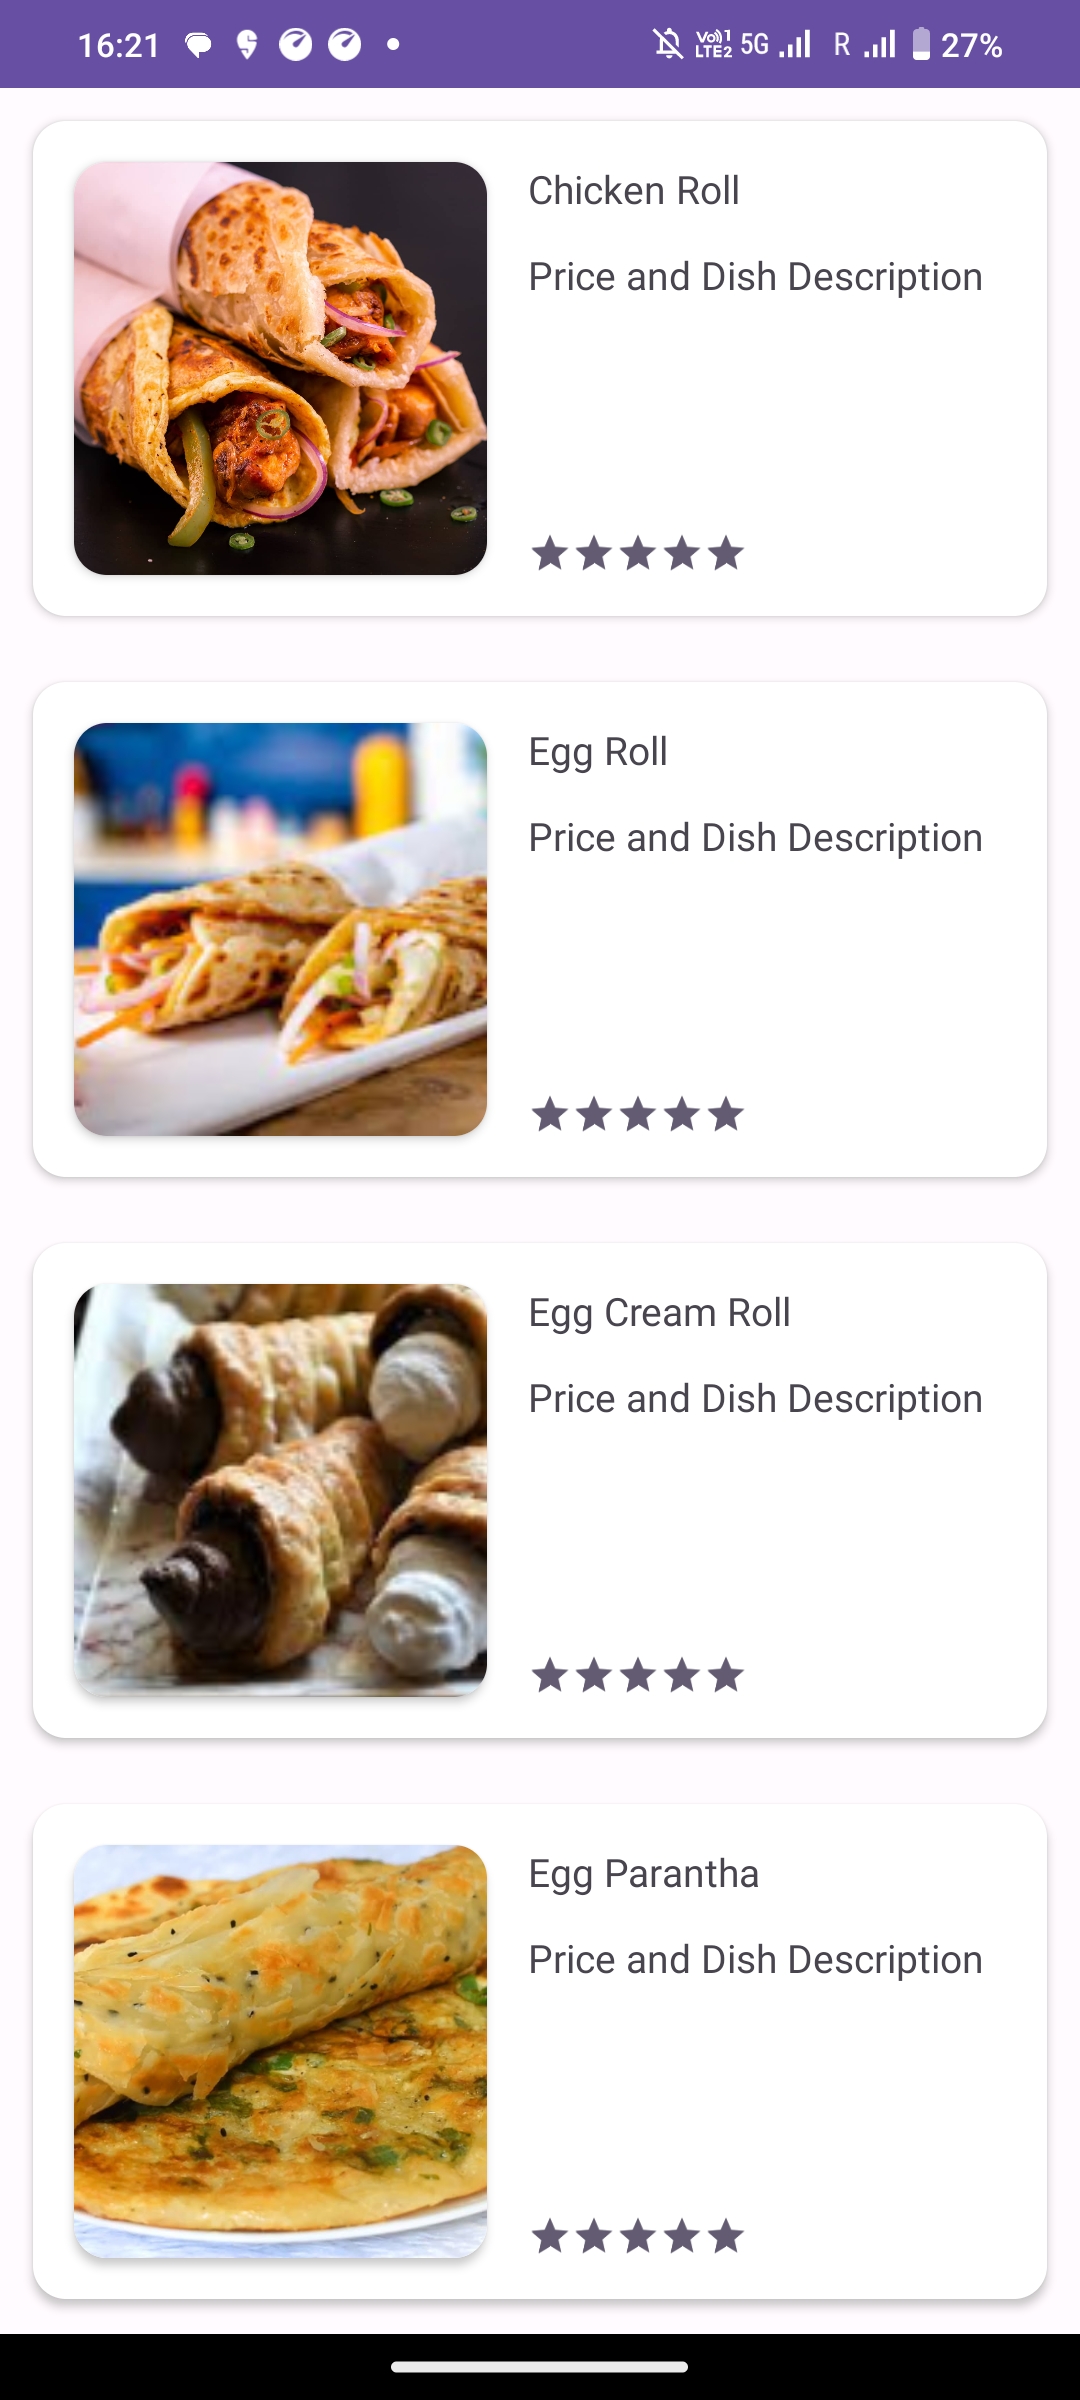 16:21 Vo))1 LTE2 5G R 27%
Chicken Roll
Price and Dish Description
Egg Roll
Price and Dish Description
Egg Cream Roll
Price and Dish Description
Egg Parantha
Price and Dish Description